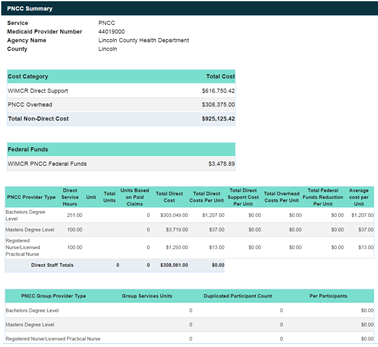 PNCC Summary
Service PNCC
Medicaid Provider Number 44019000
Agency Name Lincoln County Health Department
County Lincoln
Cost Category Total Cost
WIMCR Direct Support $616,750.42
PNCC Overhead $308,375.00
Total Non-Direct Cost $925,125.42
Federal Funds
WIMCR PNCC Federal Funds $3,478.89
PNCC Provider Type Direct Service Hours Unit Total Units Units Based on Paid Claims Total Direct Cost Total Direct Costs Per Unit Total Direct Support Cost Per Unit Total Overhead Costs Per Unit Total Federal Funds Reduction Per Unit Average cost per Unit
Bachelors Degree Level 251.00 0 $303,049.00 $1,207.00 $0.00 $0.00 $0.00 $1,207.00
Masters Degree Level 100.00 0 $3,719.00 $37.00 $0.00 $0.00 $0.00 $37.00
Registered Nurse/Licensed Practical Nurse 100.00 0 $1,293.00 $13.00 $0.00 $0.00 $0.00 $13.00
Direct Staff Totals 0 0 $308,061.00 $0.00
PNCC Group Provider Type Group Services Units Duplicated Participant Count Per Participants
Bachelors Degree Level 0 0 $0.00
Masters Degree Level 0 0 $0.00
Registered Nurse/Licensed Practical Nurse 0 0 $0.00